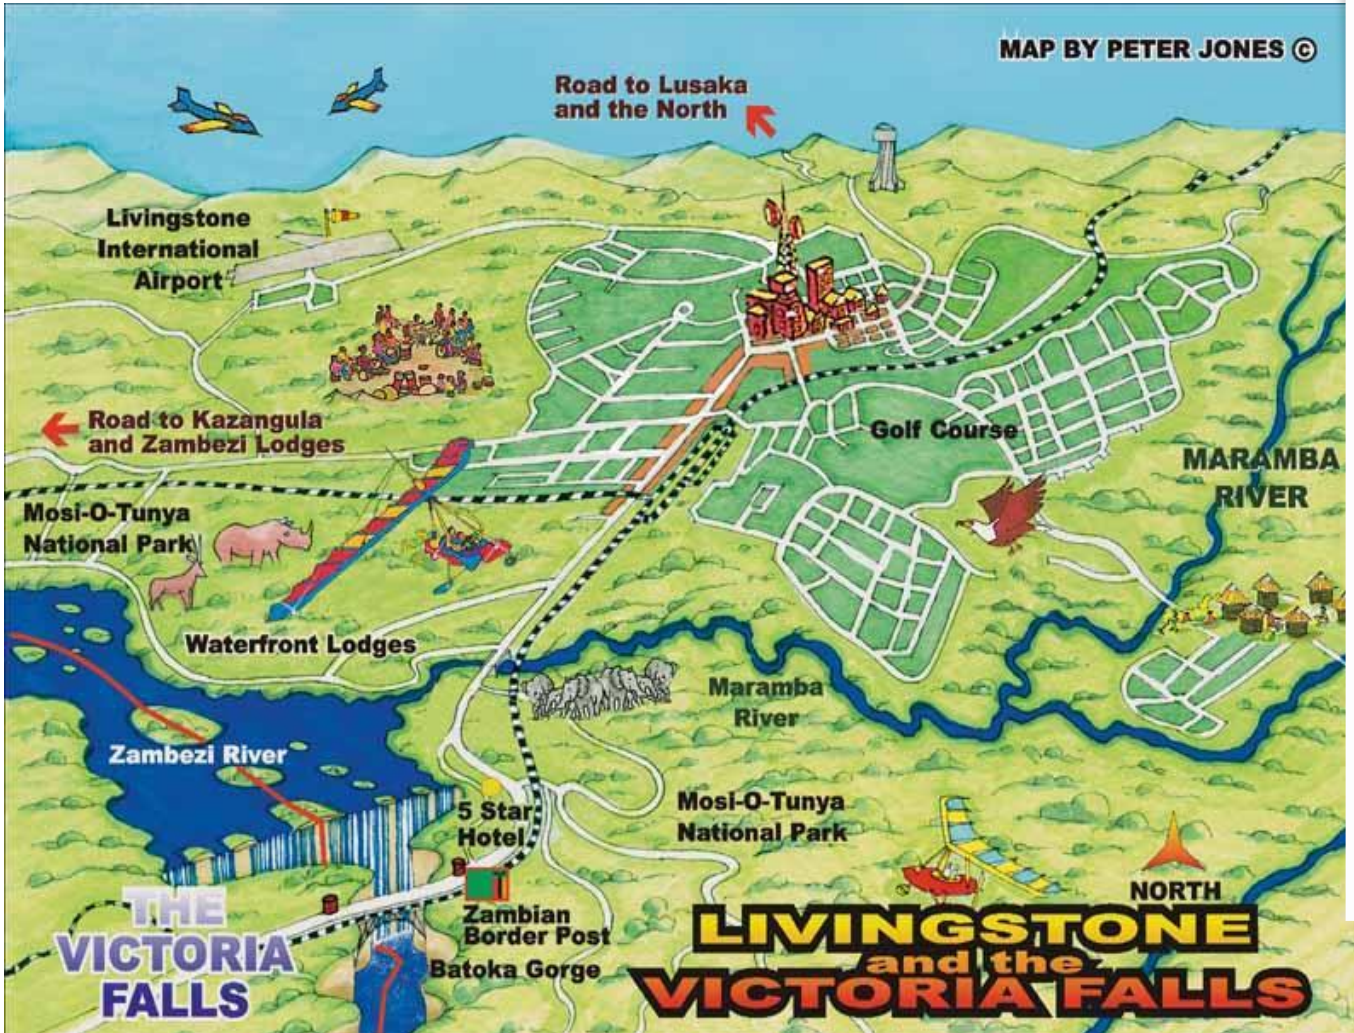 MAP BY PETER JONES ©
Road to Lusaka
and the North
Livingstone
International
Airport
Road to Kazangula
and Zambezi Lodges
Golf Course
MARAMBA
RIVER
Mosi-O-Tunya
National Park
Waterfront Lodges
Maramba
River
Zambezi River
5 Star
Hotel
Mosi-O-Tunya
National Park
NORTH
THE
VICTORIA
FALLS
Zambian
Border Post
Batoka Gorge
LIVINGSTONE
and the
VICTORIA FALLS